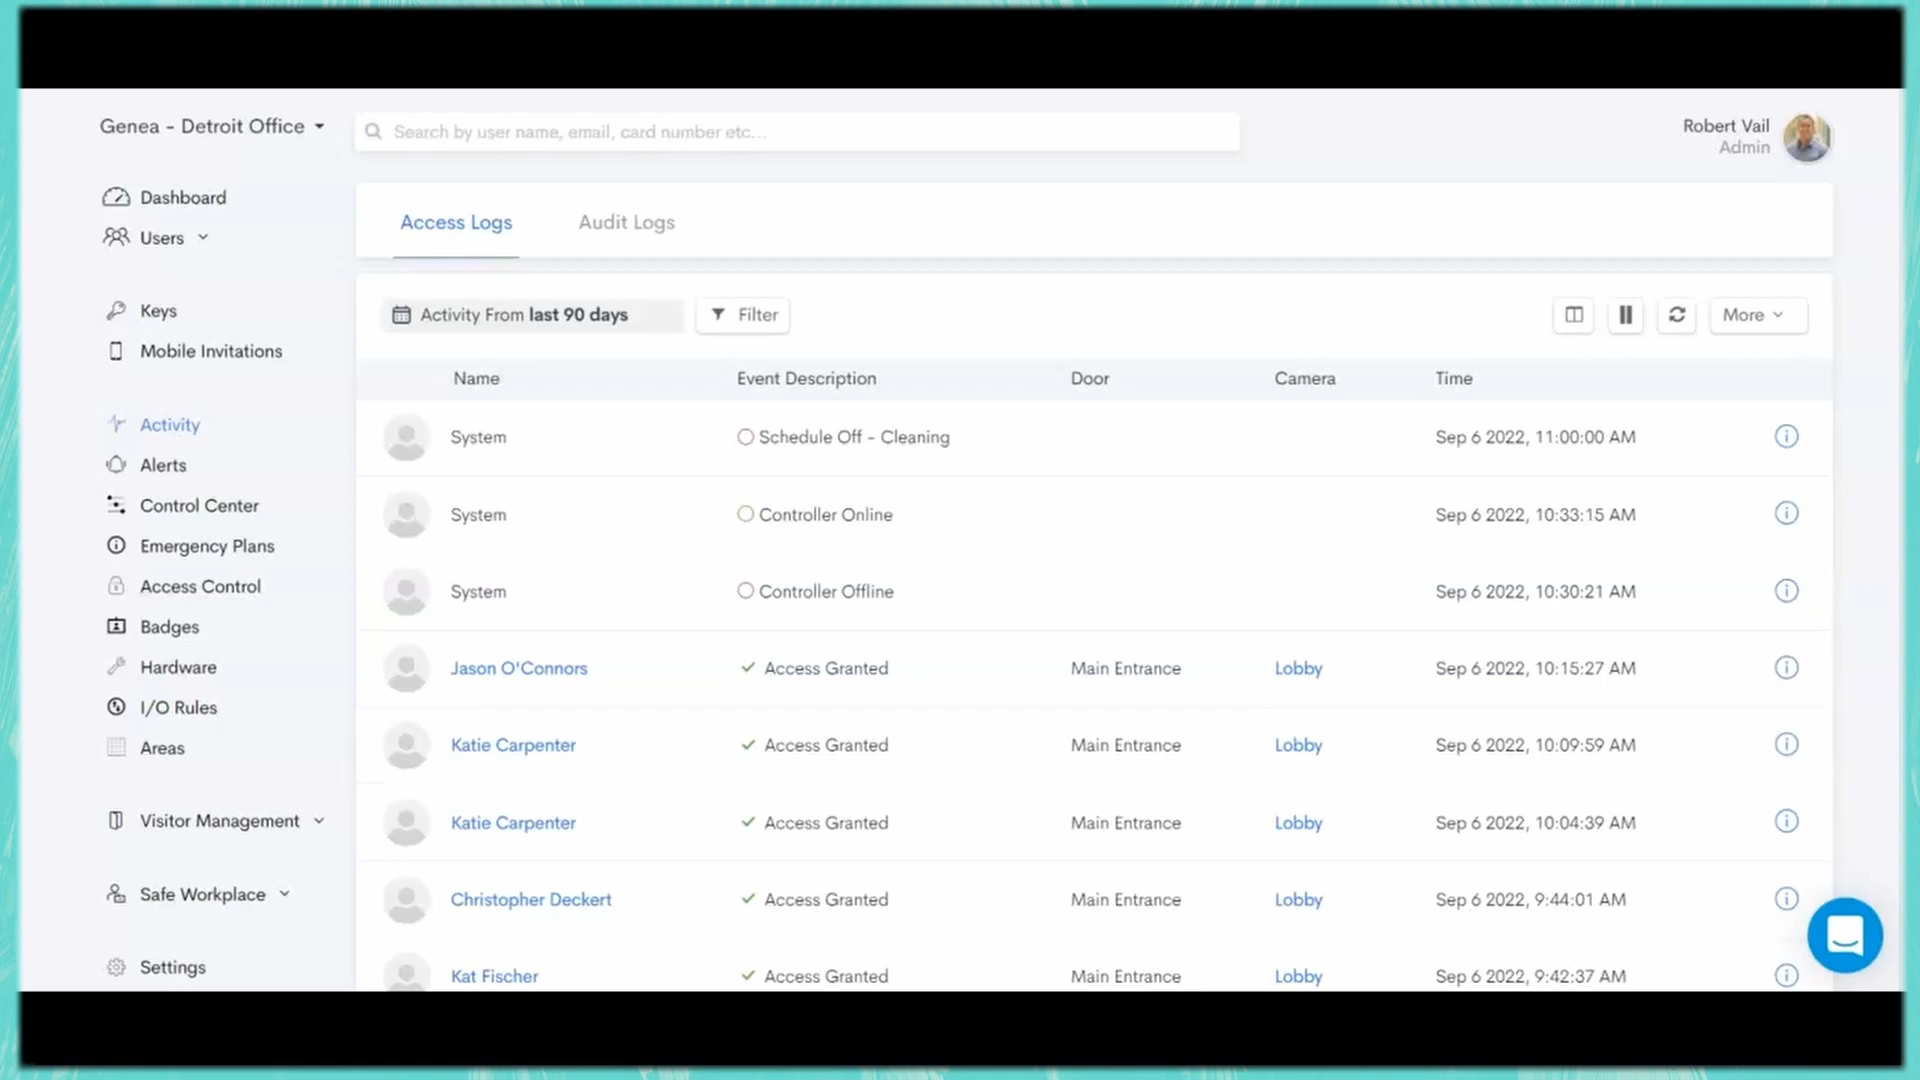 Genea - Detroit Office
Search by user name, email, card number etc...
Robert Vail
Admin
Dashboard
Users
Keys
Mobile Invitations
Activity
Alerts
Control Center
Emergency Plans
Access Control
Badges
Hardware
I/O Rules
Areas
Visitor Management
Safe Workplace
Settings
Access Logs Audit Logs
Activity From last 90 days Filter More
Name Event Description Door Camera Time
System Schedule Off - Cleaning Sep 6 2022, 11:00:00 AM
System Controller Online Sep 6 2022, 10:33:15 AM
System Controller Offline Sep 6 2022, 10:30:21 AM
Jason O'Connors Access Granted Main Entrance Lobby Sep 6 2022, 10:15:27 AM
Katie Carpenter Access Granted Main Entrance Lobby Sep 6 2022, 10:09:59 AM
Katie Carpenter Access Granted Main Entrance Lobby Sep 6 2022, 10:04:39 AM
Christopher Deckert Access Granted Main Entrance Lobby Sep 6 2022, 9:44:01 AM
Kat Fischer Access Granted Main Entrance Lobby Sep 6 2022, 9:42:37 AM